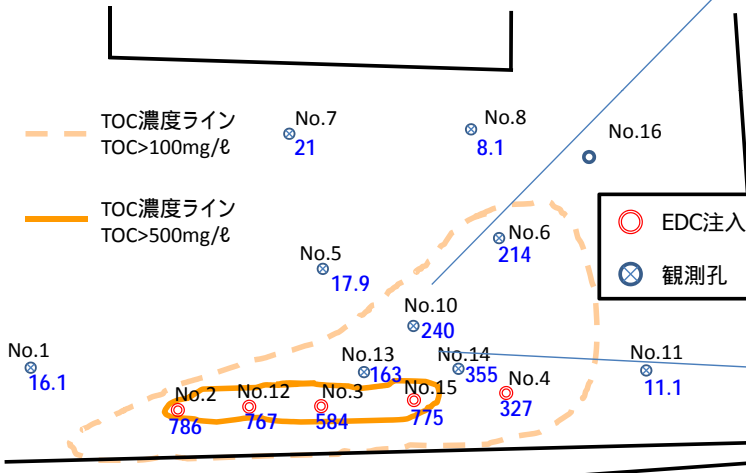 TOC濃度ライン
TOC>100mg/ℓ
No.7
21
No.8
8.1
No.16
TOC濃度ライン
TOC>500mg/ℓ
EDC注入
観測孔
No.6
214
No.5
17.9
No.10
240
No.1
16.1
No.13
163
No.14
355
No.11
11.1
No.2
786
No.12
767
No.3
584
No.15
775
No.4
327